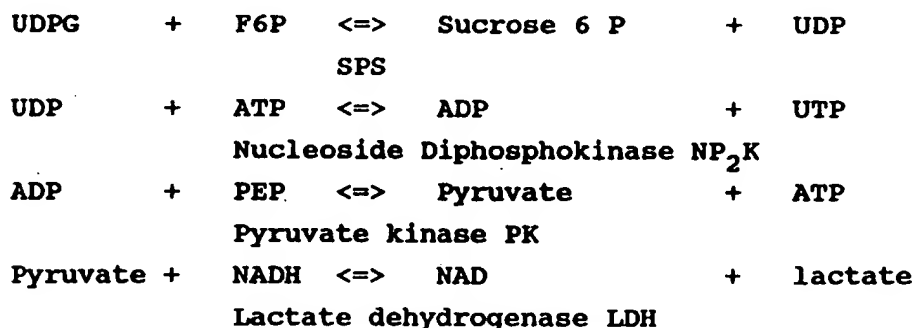 UDPG + F6P <=> Sucrose 6 P + UDP
SPS
UDP + ATP <=> ADP + UTP
Nucleoside Diphosphokinase NP2K
ADP + PEP <=> Pyruvate + ATP
Pyruvate kinase PK
Pyruvate + NADH <=> NAD + lactate
Lactate dehydrogenase LDH